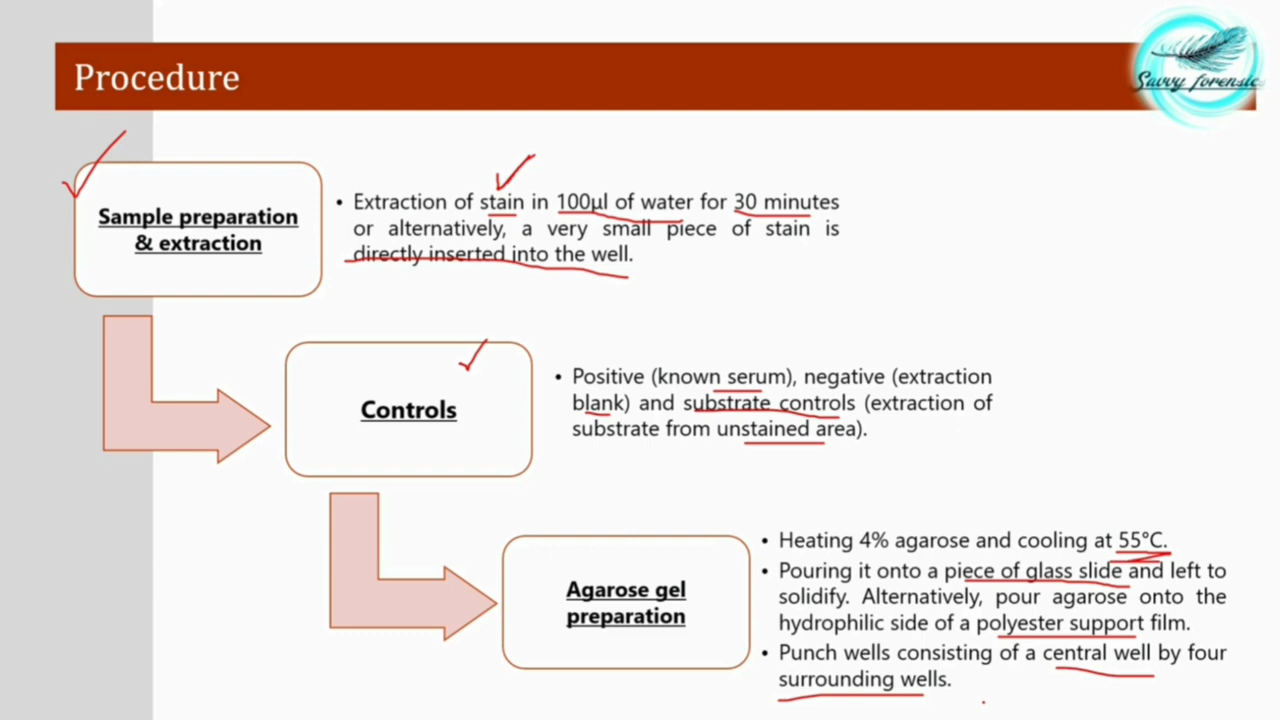 Procedure
Savvy forensics
Sample preparation
& extraction
• Extraction of stain in 100µl of water for 30 minutes
or alternatively, a very small piece of stain is
directly inserted into the well.
Controls
• Positive (known serum), negative (extraction
blank) and substrate controls (extraction of
substrate from unstained area).
Agarose gel
preparation
• Heating 4% agarose and cooling at 55°C.
• Pouring it onto a piece of glass slide and left to
solidify. Alternatively, pour agarose onto the
hydrophilic side of a polyester support film.
• Punch wells consisting of a central well by four
surrounding wells.